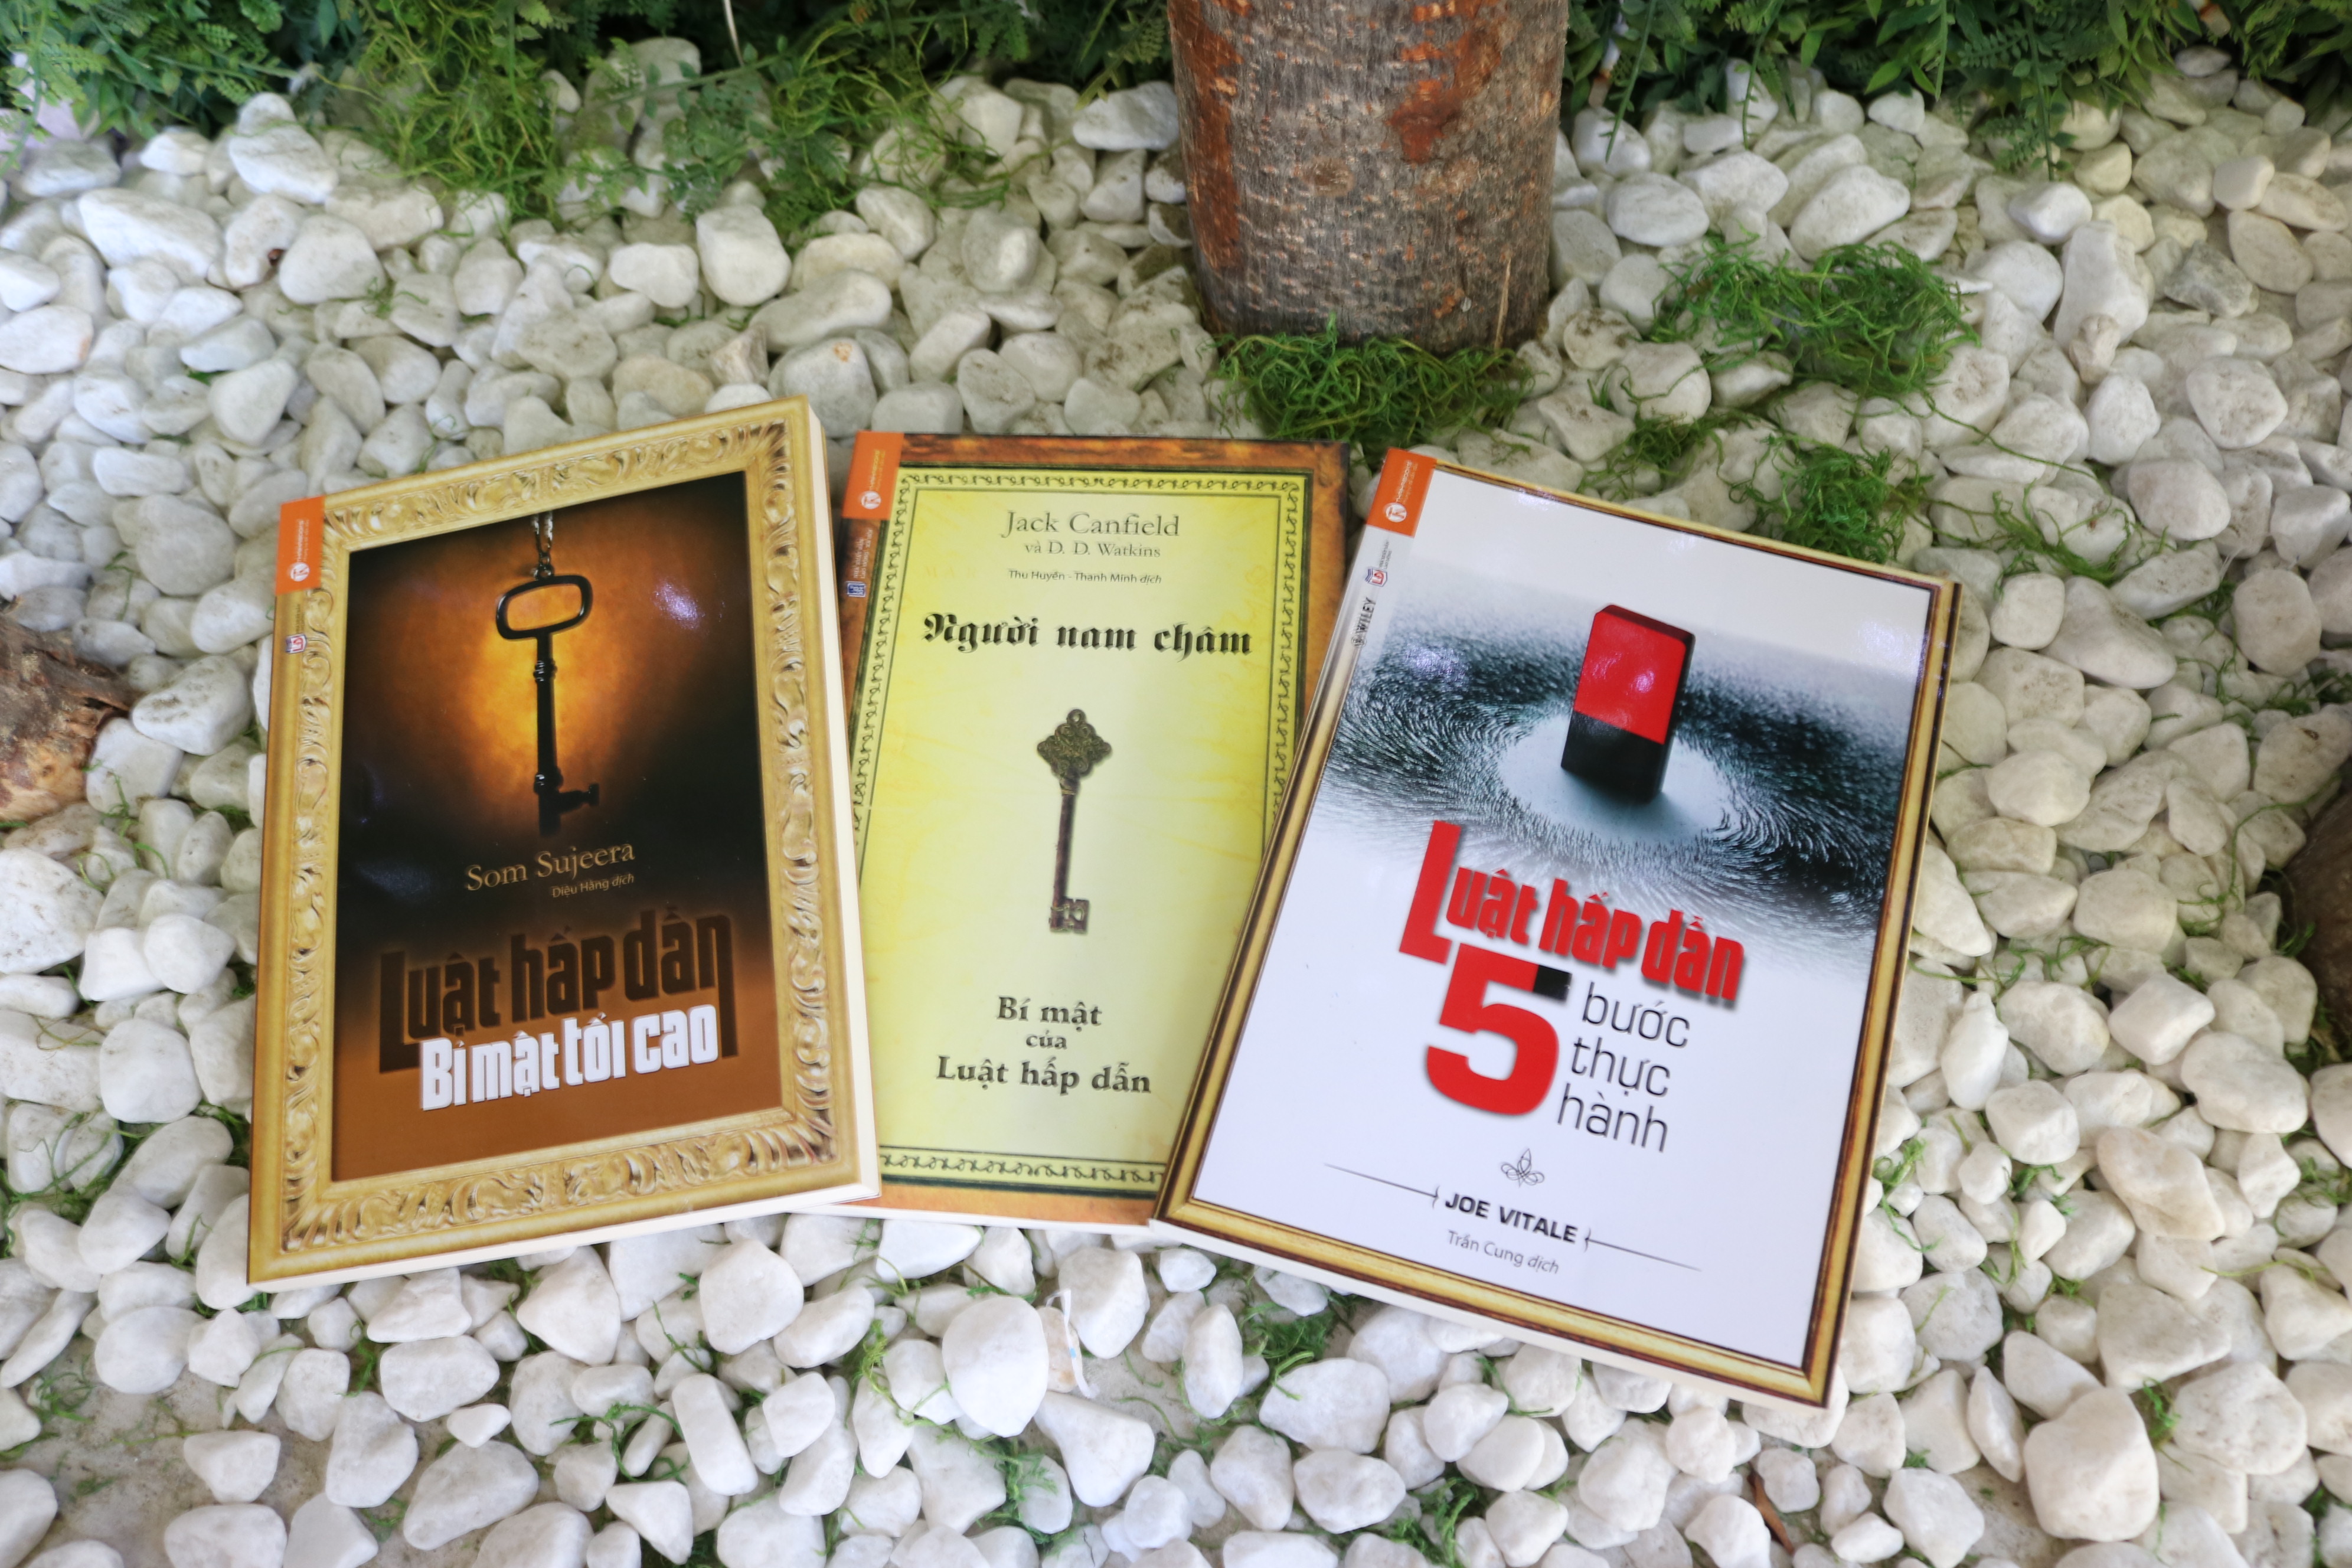 Som Sujeera
Diệu Hằng dịch
Luật hấp dẫn
Bí mật tối cao
Jack Canfield
và D. D. Watkins
Thu Huyền - Thanh Minh dịch
Người nam châm
Bí mật
của
Luật hấp dẫn
WILEY
Luật hấp dẫn
5 bước
thực
hành
JOE VITALE
Trần Cung dịch